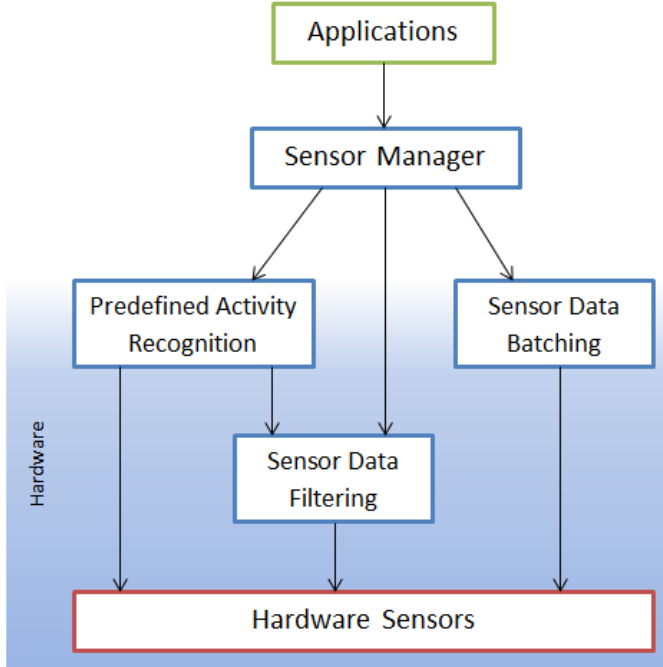 Applications
Sensor Manager
Predefined Activity
Recognition
Sensor Data
Batching
Hardware
Sensor Data
Filtering
Hardware Sensors